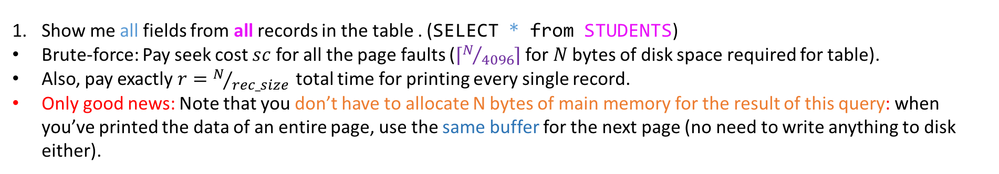 1. Show me all fields from all records in the table . (SELECT * from STUDENTS)
• Brute-force: Pay seek cost sc for all the page faults (⌈N/4096⌉ for N bytes of disk space required for table).
• Also, pay exactly r = N/rec_size total time for printing every single record.
• Only good news: Note that you don’t have to allocate N bytes of main memory for the result of this query: when
you’ve printed the data of an entire page, use the same buffer for the next page (no need to write anything to disk
either).